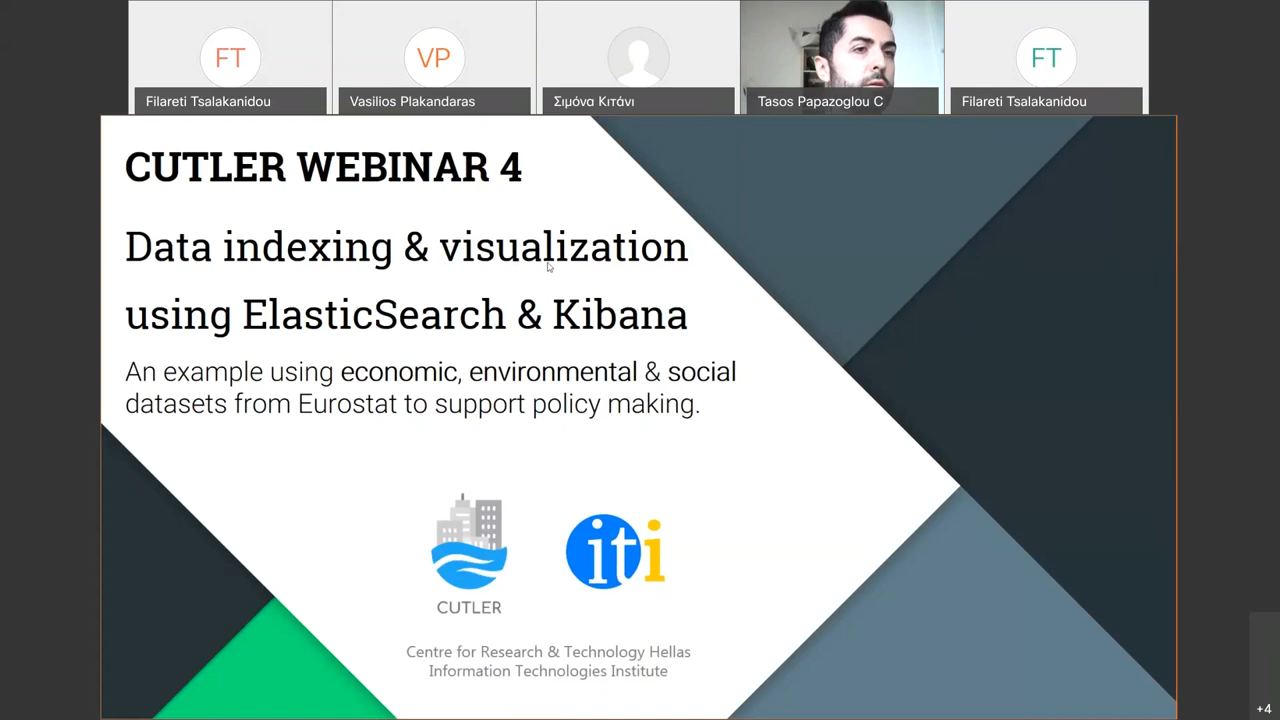 FT
VP
FT
Filareti Tsalakanidou
Vasilios Plakandaras
Σιμόνα Κιτάνι
Tasos Papazoglou C
Filareti Tsalakanidou
CUTLER WEBINAR 4
Data indexing & visualization
using ElasticSearch & Kibana
An example using economic, environmental & social
datasets from Eurostat to support policy making.
iti
CUTLER
Centre for Research & Technology Hellas
Information Technologies Institute
+4